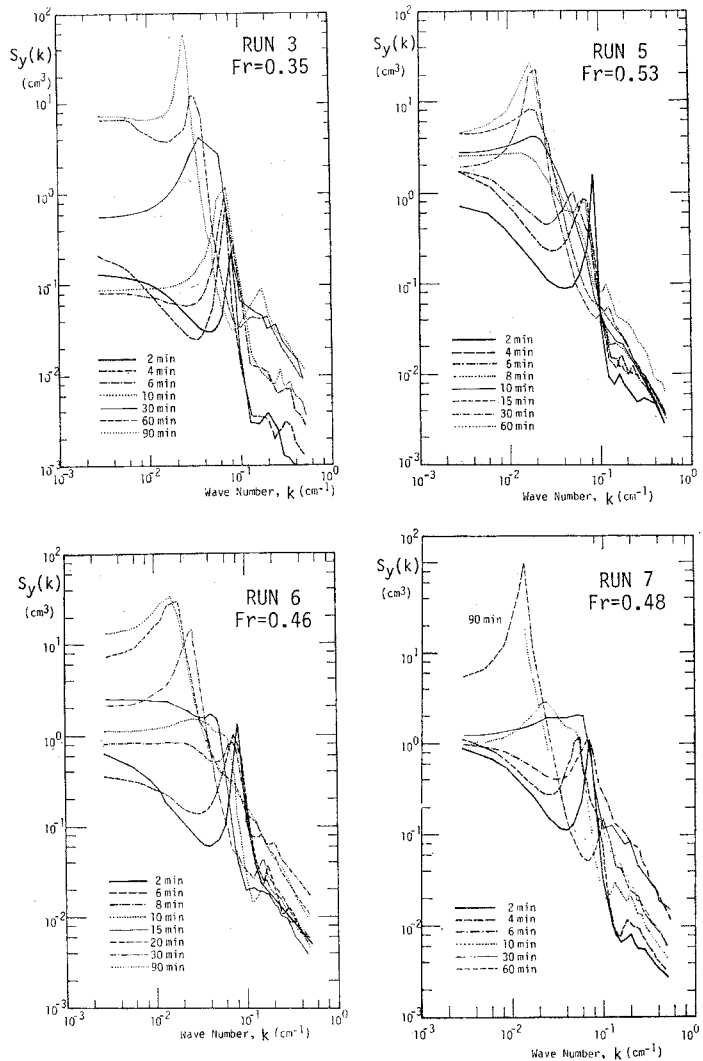 10²
S_y(k)
(cm³)
10¹
10⁰
10⁻¹
10⁻²
10⁻³
RUN 3
Fr=0.35
2 min
4 min
6 min
10 min
30 min
60 min
90 min
10⁻³
10⁻²
10⁻¹
10⁰
Wave Number, k (cm⁻¹)
10²
S_y(k)
(cm³)
10¹
10⁰
10⁻¹
10⁻²
10⁻³
RUN 5
Fr=0.53
2 min
4 min
6 min
8 min
10 min
15 min
30 min
60 min
10⁻³
10⁻²
10⁻¹
10⁰
Wave Number, k (cm⁻¹)
10²
S_y(k)
(cm³)
10¹
10⁰
10⁻¹
10⁻²
10⁻³
RUN 6
Fr=0.46
2 min
6 min
8 min
10 min
15 min
20 min
30 min
90 min
10⁻³
10⁻²
10⁻¹
10⁰
Wave Number, k (cm⁻¹)
10²
S_y(k)
(cm³)
10¹
10⁰
10⁻¹
10⁻²
10⁻³
RUN 7
Fr=0.48
90 min
2 min
4 min
6 min
10 min
30 min
60 min
10⁻³
10⁻²
10⁻¹
10⁰
Wave Number, k (cm⁻¹)